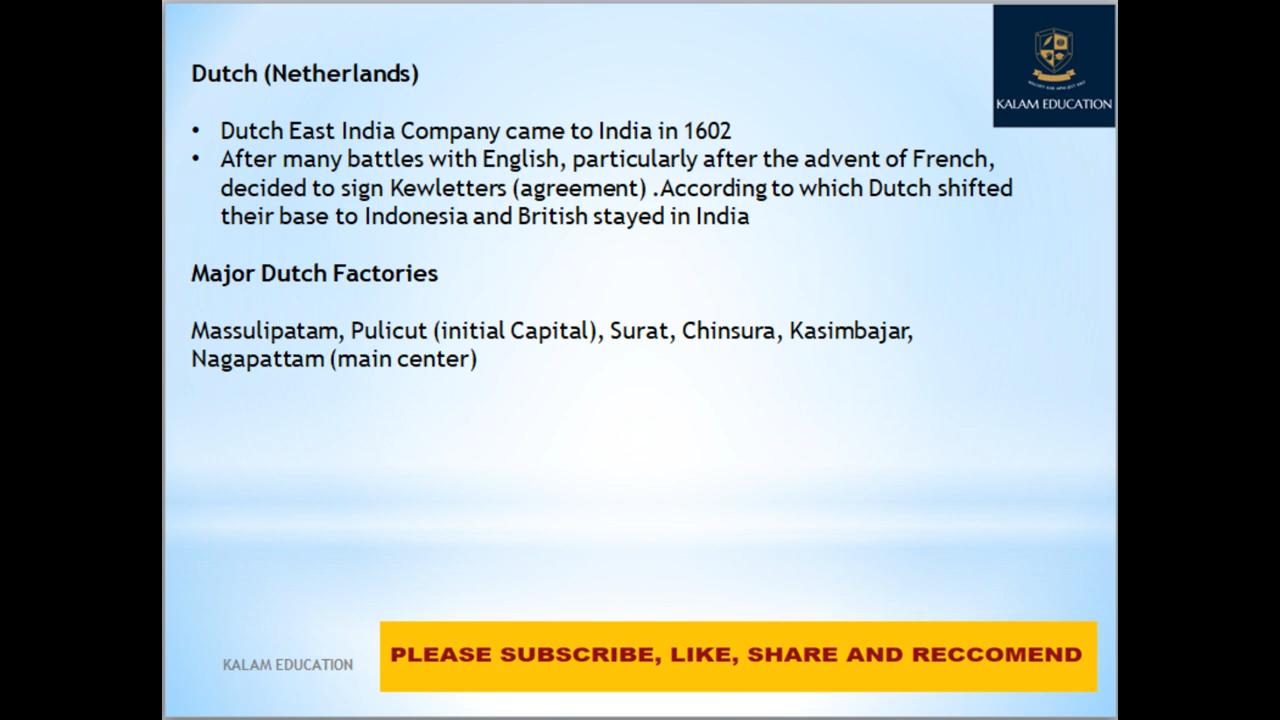 Dutch (Netherlands)
KALAM EDUCATION
• Dutch East India Company came to India in 1602
• After many battles with English, particularly after the advent of French,
decided to sign Kewletters (agreement) .According to which Dutch shifted
their base to Indonesia and British stayed in India
Major Dutch Factories
Massulipatam, Pulicut (initial Capital), Surat, Chinsura, Kasimbajar,
Nagapattam (main center)
KALAM EDUCATION
PLEASE SUBSCRIBE, LIKE, SHARE AND RECCOMEND